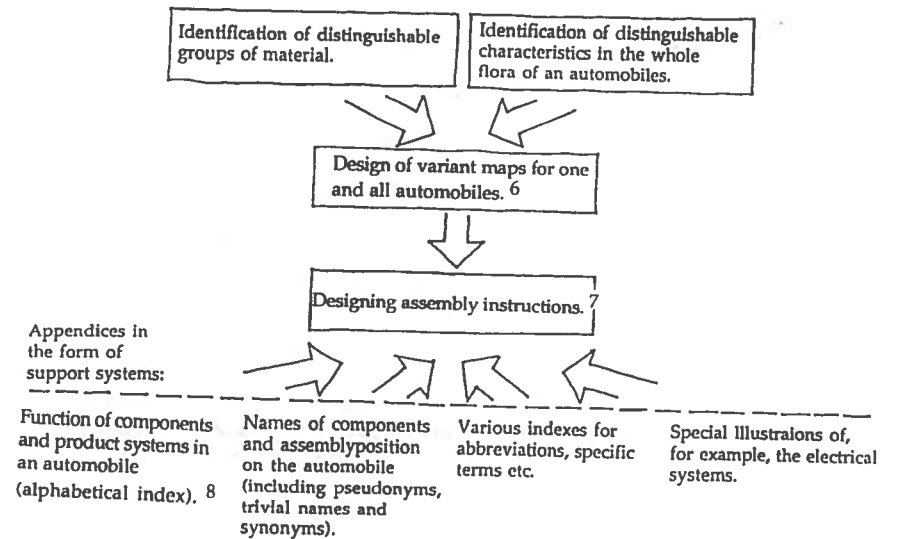 Identification of distinguishable
groups of material.
Identification of distinguishable
characteristics in the whole
flora of an automobiles.
Design of variant maps for one
and all automobiles. 6
Designing assembly instructions. 7
Appendices in
the form of
support systems:
Function of components
and product systems in
an automobile
(alphabetical index). 8
Names of components
and assemblyposition
on the automobile
(including pseudonyms,
trivial names and
synonyms).
Various indexes for
abbreviations, specific
terms etc.
Special Illustraions of,
for example, the electrical
systems.